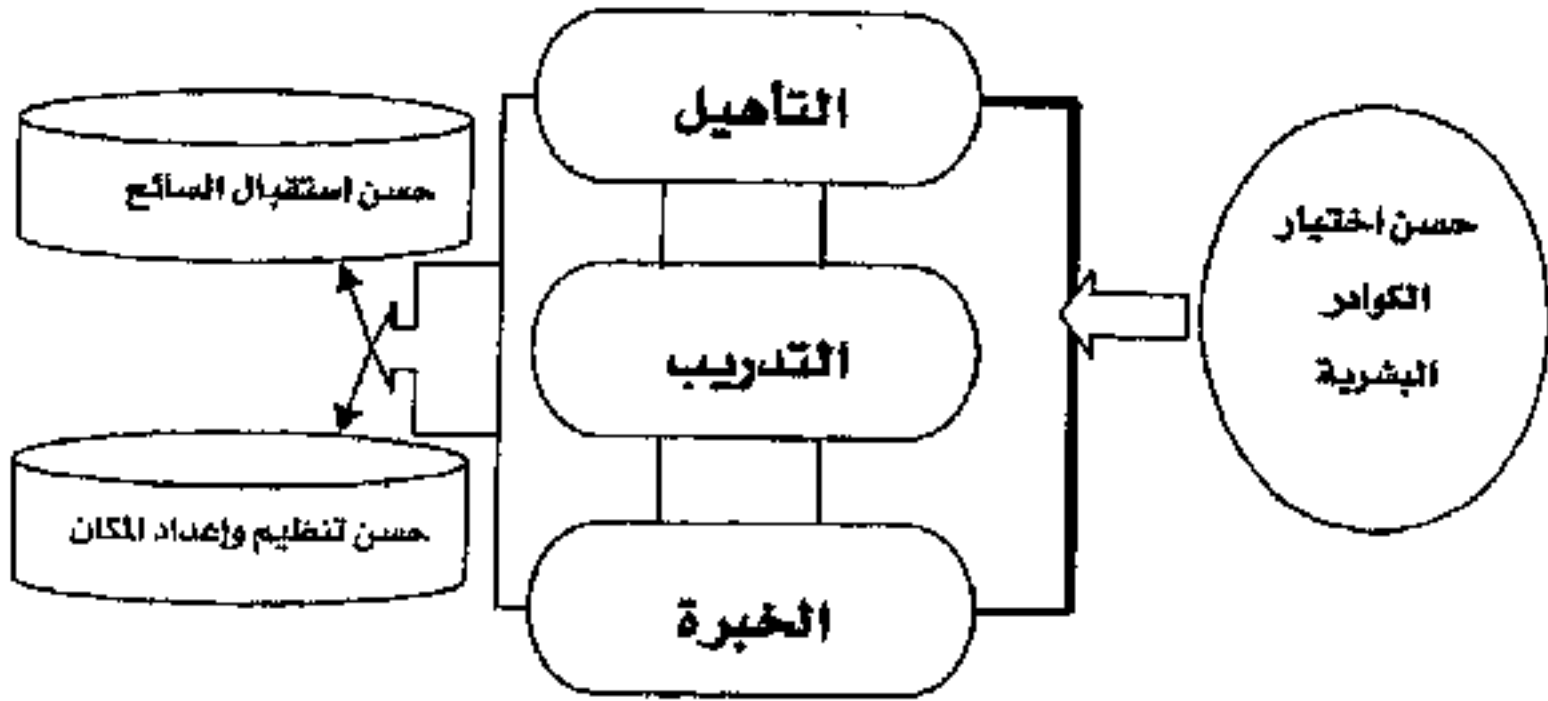 حسن اختيار
الكوادر
البشرية
التأهيل
التدريب
الخبرة
حسن استقبال السائح
حسن تنظيم وإعداد المكان